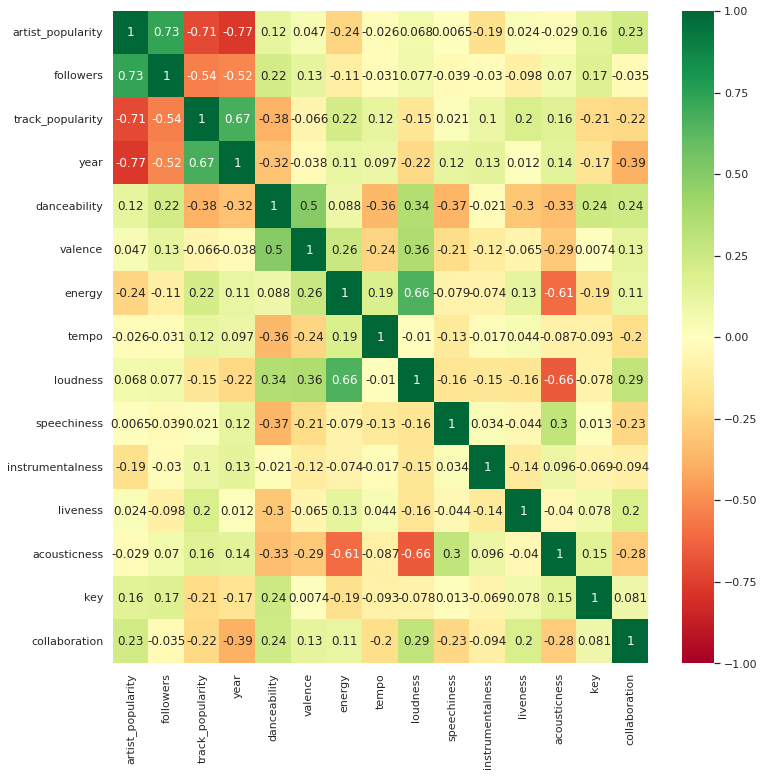 1.00
artist_popularity 1 0.73 -0.71 -0.77 0.12 0.047 -0.24 -0.026 0.068 0.0065 -0.19 0.024 -0.029 0.16 0.23
followers 0.73 1 -0.54 -0.52 0.22 0.13 -0.11 -0.031 0.077 -0.039 -0.03 -0.098 0.07 0.17 -0.035
0.75
track_popularity -0.71 -0.54 1 0.67 -0.38 -0.066 0.22 0.12 -0.15 0.021 0.1 0.2 0.16 -0.21 -0.22
year -0.77 -0.52 0.67 1 -0.32 -0.038 0.11 0.097 -0.22 0.12 0.13 0.012 0.14 -0.17 -0.39
0.50
danceability 0.12 0.22 -0.38 -0.32 1 0.5 0.088 -0.36 0.34 -0.37 -0.021 -0.3 -0.33 0.24 0.24
valence 0.047 0.13 -0.066 -0.038 0.5 1 0.26 -0.24 0.36 -0.21 -0.12 -0.065 -0.29 0.0074 0.13
0.25
energy -0.24 -0.11 0.22 0.11 0.088 0.26 1 0.19 0.66 -0.079 -0.074 0.13 -0.61 -0.19 0.11
tempo -0.026 -0.031 0.12 0.097 -0.36 -0.24 0.19 1 -0.01 -0.13 -0.017 0.044 -0.087 -0.093 -0.2
0.00
loudness 0.068 0.077 -0.15 -0.22 0.34 0.36 0.66 -0.01 1 -0.16 -0.15 -0.16 -0.66 -0.078 0.29
speechiness 0.0065 -0.039 0.021 0.12 -0.37 -0.21 -0.079 -0.13 -0.16 1 0.034 -0.044 0.3 0.013 -0.23
−0.25
instrumentalness -0.19 -0.03 0.1 0.13 -0.021 -0.12 -0.074 -0.017 -0.15 0.034 1 -0.14 0.096 -0.069 -0.094
−0.50
liveness 0.024 -0.098 0.2 0.012 -0.3 -0.065 0.13 0.044 -0.16 -0.044 -0.14 1 -0.04 0.078 0.2
acousticness -0.029 0.07 0.16 0.14 -0.33 -0.29 -0.61 -0.087 -0.66 0.3 0.096 -0.04 1 0.15 -0.28
−0.75
key 0.16 0.17 -0.21 -0.17 0.24 0.0074 -0.19 -0.093 -0.078 0.013 -0.069 0.078 0.15 1 0.081
collaboration 0.23 -0.035 -0.22 -0.39 0.24 0.13 0.11 -0.2 0.29 -0.23 -0.094 0.2 -0.28 0.081 1
−1.00
artist_popularity
followers
track_popularity
year
danceability
valence
energy
tempo
loudness
speechiness
instrumentalness
liveness
acousticness
key
collaboration